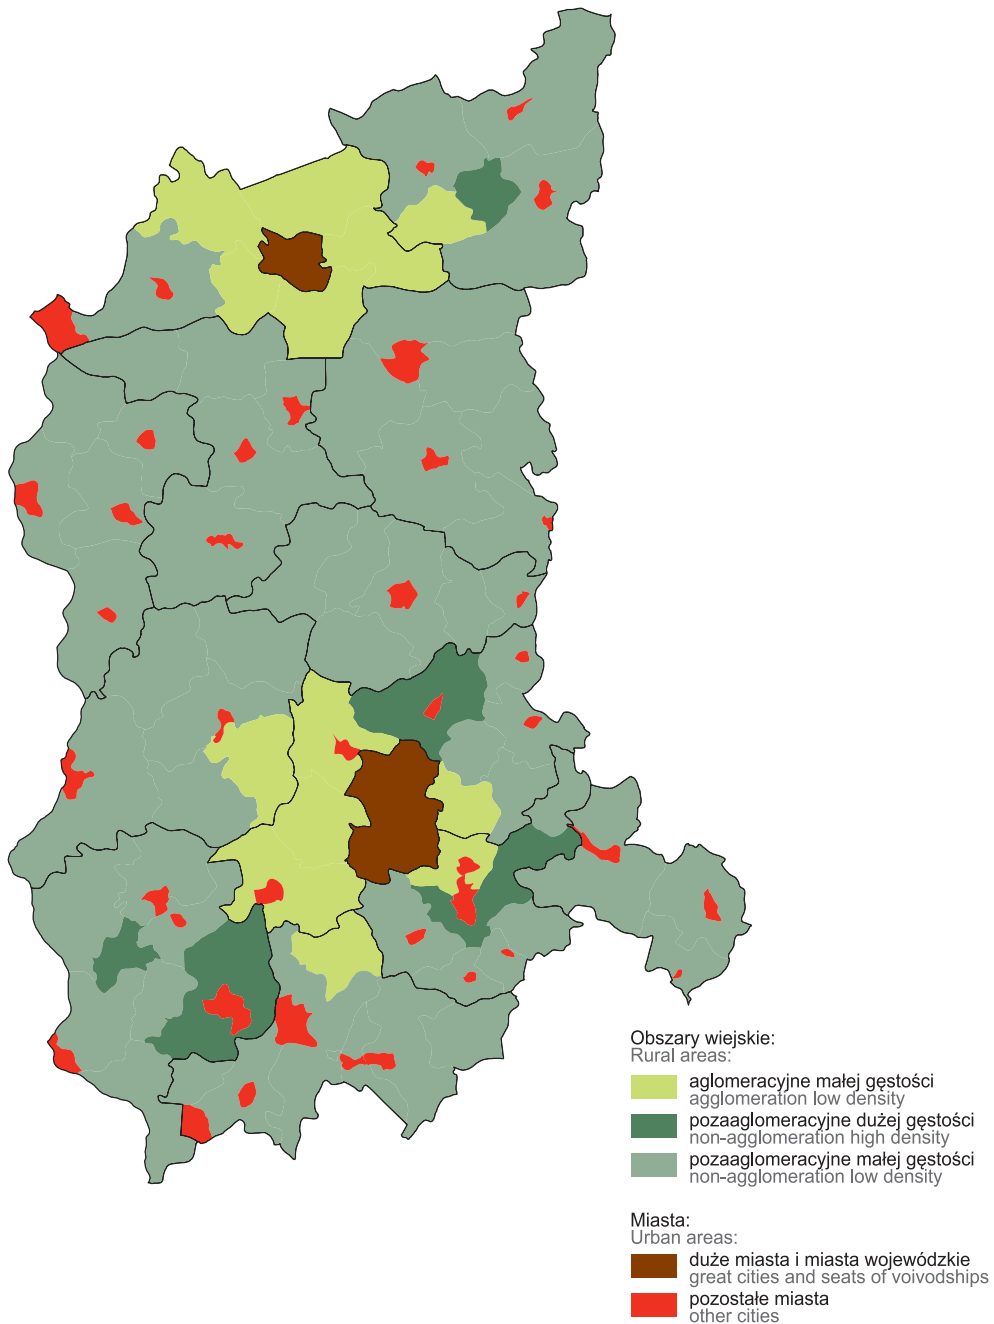 Obszary wiejskie:
Rural areas:
aglomeracyjne małej gęstości
agglomeration low density
pozaaglomeracyjne dużej gęstości
non-agglomeration high density
pozaaglomeracyjne małej gęstości
non-agglomeration low density
Miasta:
Urban areas:
duże miasta i miasta wojewódzkie
great cities and seats of voivodships
pozostałe miasta
other cities